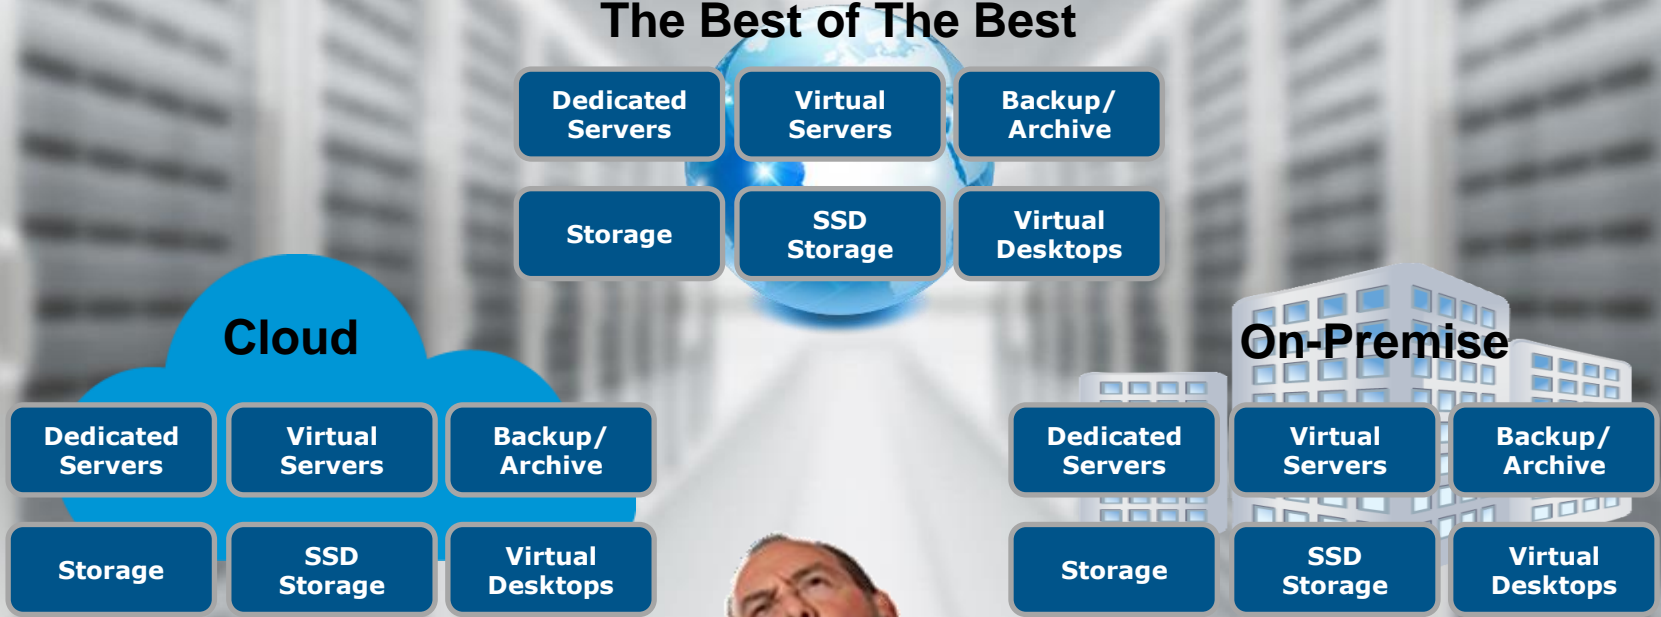 The Best of The Best
Dedicated
Servers
Virtual
Servers
Backup/
Archive
Storage
SSD
Storage
Virtual
Desktops
Cloud
Dedicated
Servers
Virtual
Servers
Backup/
Archive
Storage
SSD
Storage
Virtual
Desktops
On-Premise
Dedicated
Servers
Virtual
Servers
Backup/
Archive
Storage
SSD
Storage
Virtual
Desktops